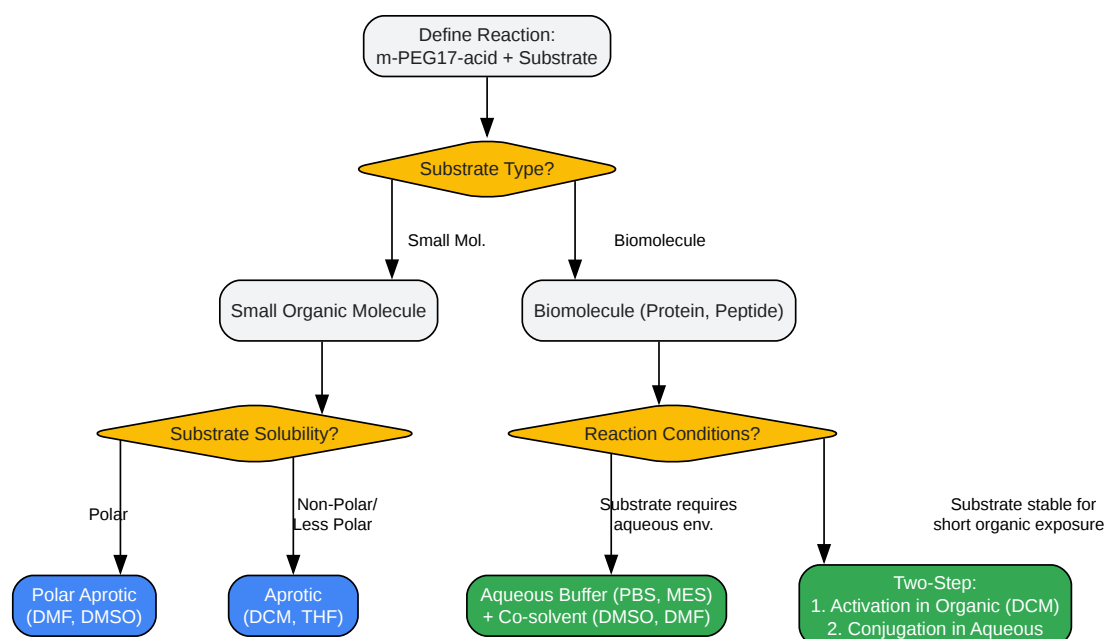 Define Reaction:
m-PEG17-acid + Substrate
Substrate Type?
Small Mol.
Biomolecule
Small Organic Molecule
Biomolecule (Protein, Peptide)
Substrate Solubility?
Reaction Conditions?
Polar
Non-Polar/
Less Polar
Substrate requires
aqueous env.
Substrate stable for
short organic exposure
Polar Aprotic
(DMF, DMSO)
Aprotic
(DCM, THF)
Aqueous Buffer (PBS, MES)
+ Co-solvent (DMSO, DMF)
Two-Step:
1. Activation in Organic (DCM)
2. Conjugation in Aqueous